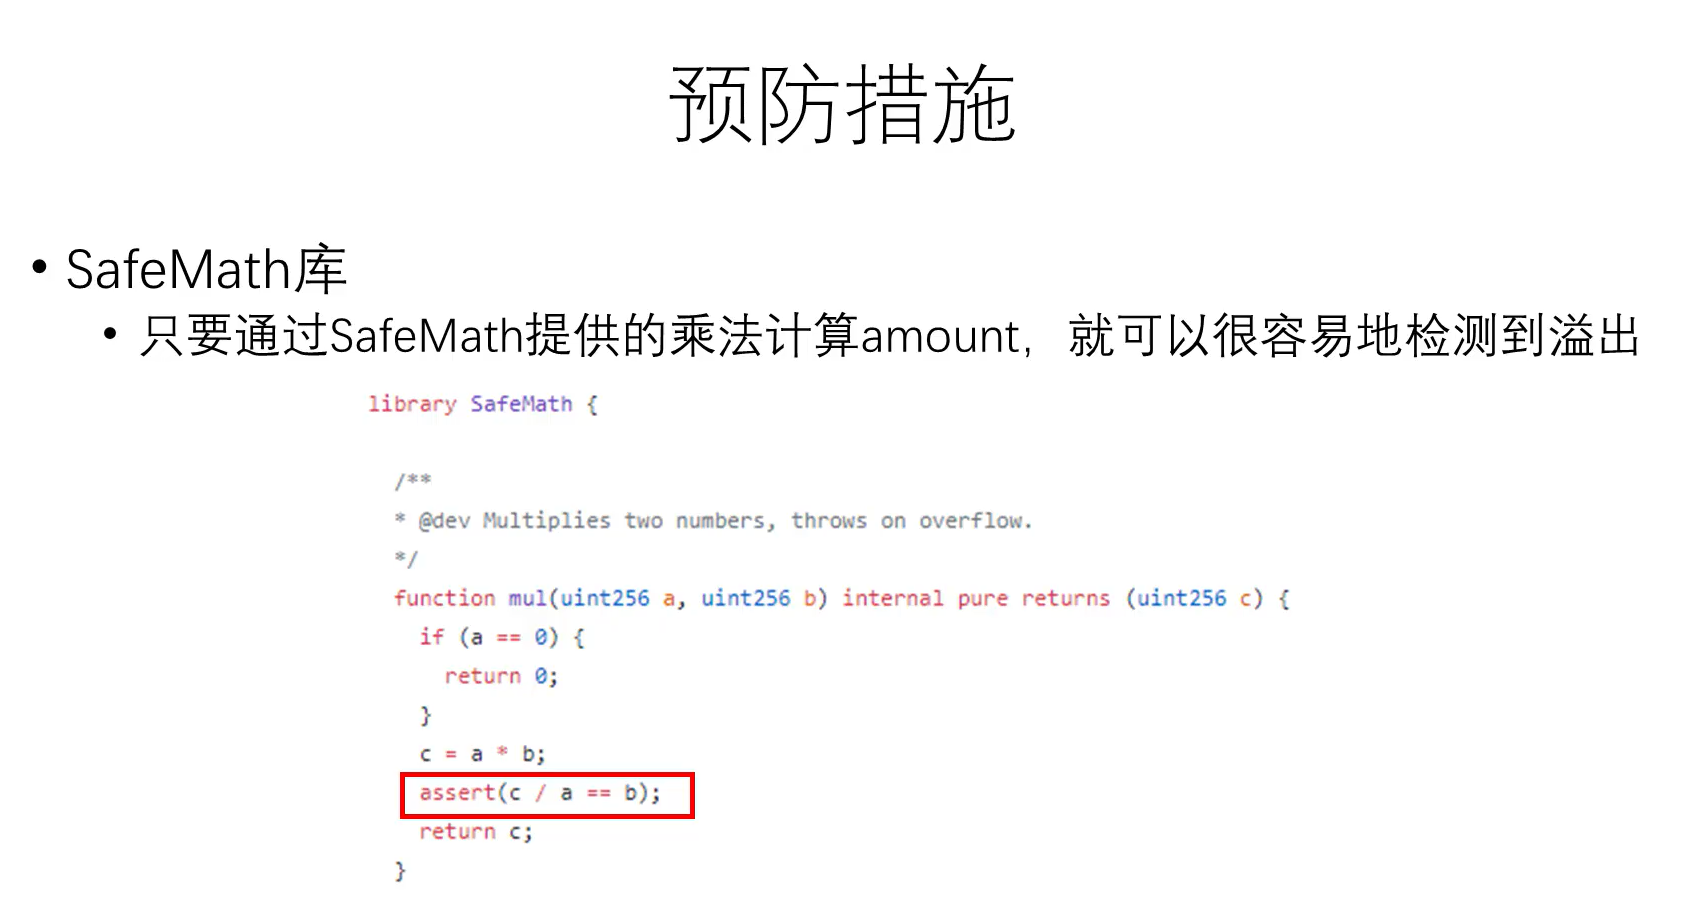 预防措施
• SafeMath库
• 只要通过SafeMath提供的乘法计算amount，就可以很容易地检测到溢出
library SafeMath {
/**
* @dev Multiplies two numbers, throws on overflow.
*/
function mul(uint256 a, uint256 b) internal pure returns (uint256 c) {
if (a == 0) {
return 0;
}
c = a * b;
assert(c / a == b);
return c;
}